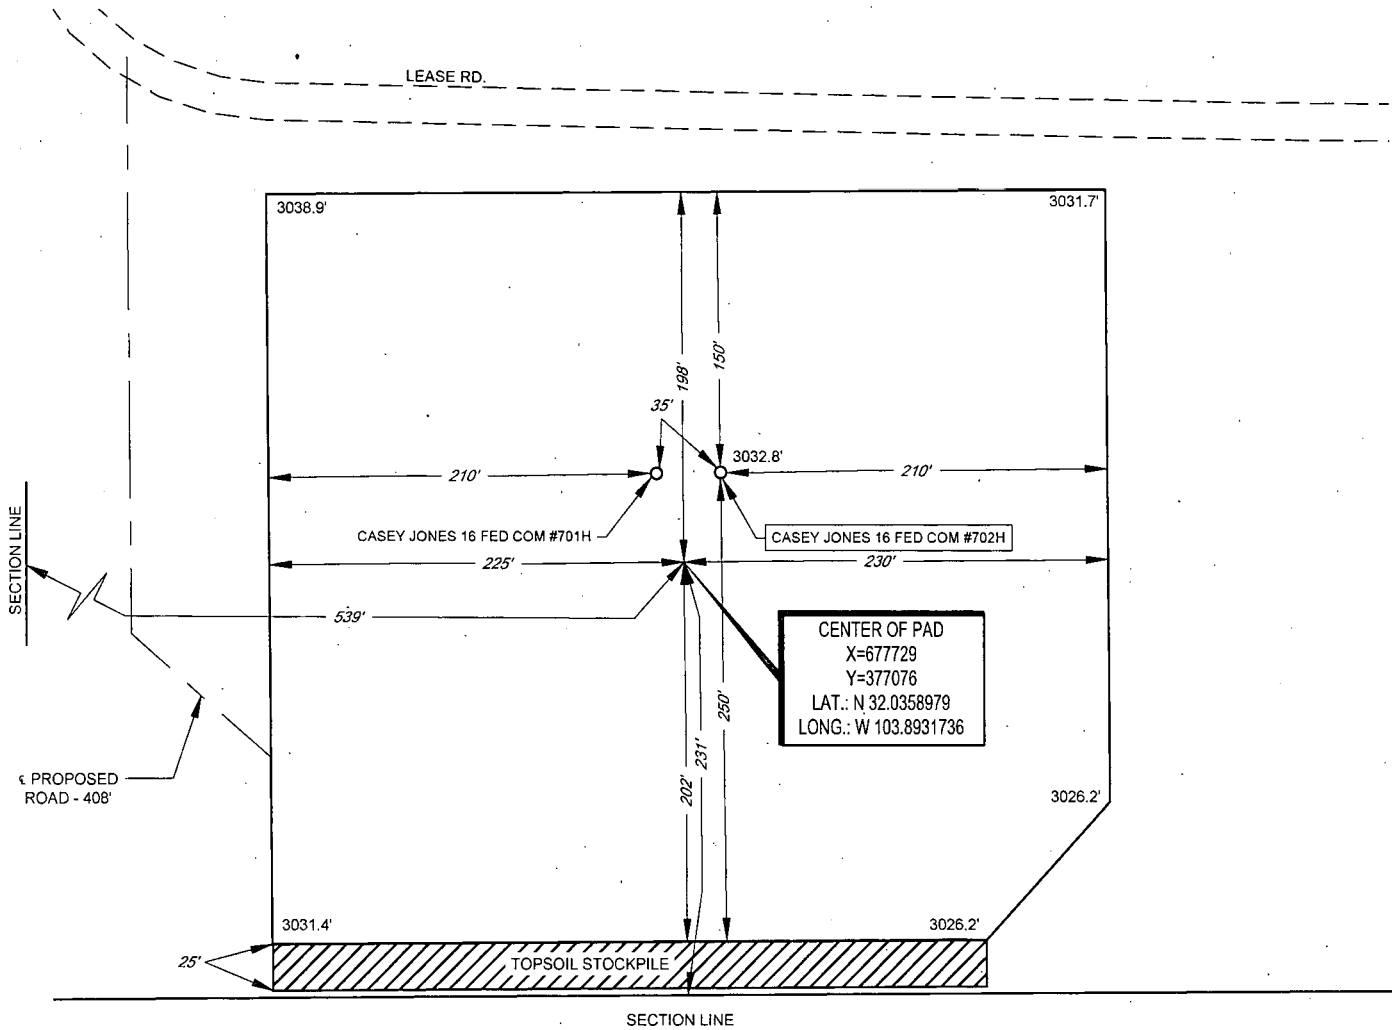 LEASE RD.
3038.9'
3031.7'
198'
150'
35'
3032.8'
210'
210'
CASEY JONES 16 FED COM #701H
CASEY JONES 16 FED COM #702H
SECTION LINE
225'
230'
539'
CENTER OF PAD
X=677729
Y=377076
LAT.: N 32.0358979
LONG.: W 103.8931736
250'
231'
202'
℄ PROPOSED
ROAD - 408'
3026.2'
3031.4'
3026.2'
25'
TOPSOIL STOCKPILE
SECTION LINE